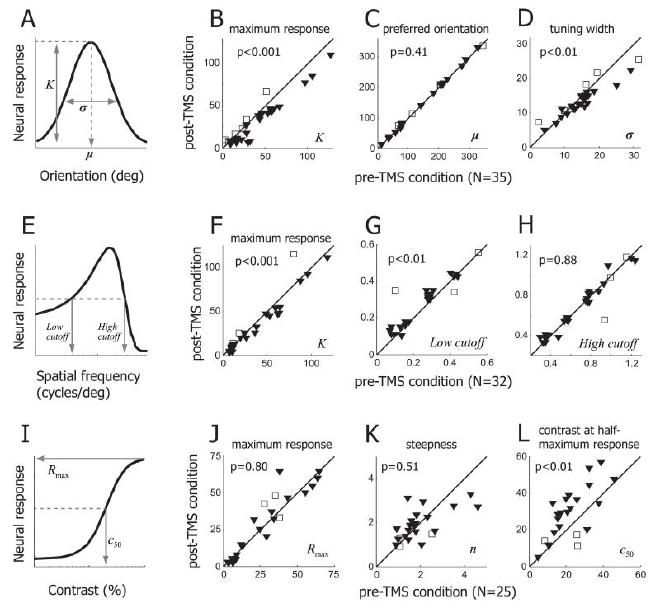 A
Neural response
K
σ
μ
Orientation (deg)
B
maximum response
p<0.001
post-TMS condition
100
50
0
0
50
100
K
C
preferred orientation
p=0.41
300
200
100
0
0
100
200
300
μ
pre-TMS condition (N=35)
D
tuning width
p<0.01
30
20
10
0
0
10
20
30
σ
E
Neural response
Low
cutoff
High
cutoff
Spatial frequency
(cycles/deg)
F
maximum response
p<0.001
post-TMS condition
100
50
0
0
50
100
K
G
p<0.01
0.6
0.4
0.2
0
0
0.2
0.4
0.6
Low cutoff
pre-TMS condition (N=32)
H
p=0.88
1.2
0.8
0.4
0.4
0.8
1.2
High cutoff
I
Neural response
Rmax
c50
Contrast (%)
J
maximum response
p=0.80
post-TMS condition
75
50
25
0
0
25
50
75
Rmax
K
steepness
p=0.51
4
2
0
0
2
4
n
pre-TMS condition (N=25)
L
contrast at half-
maximum response
p<0.01
60
40
20
0
0
20
40
60
c50